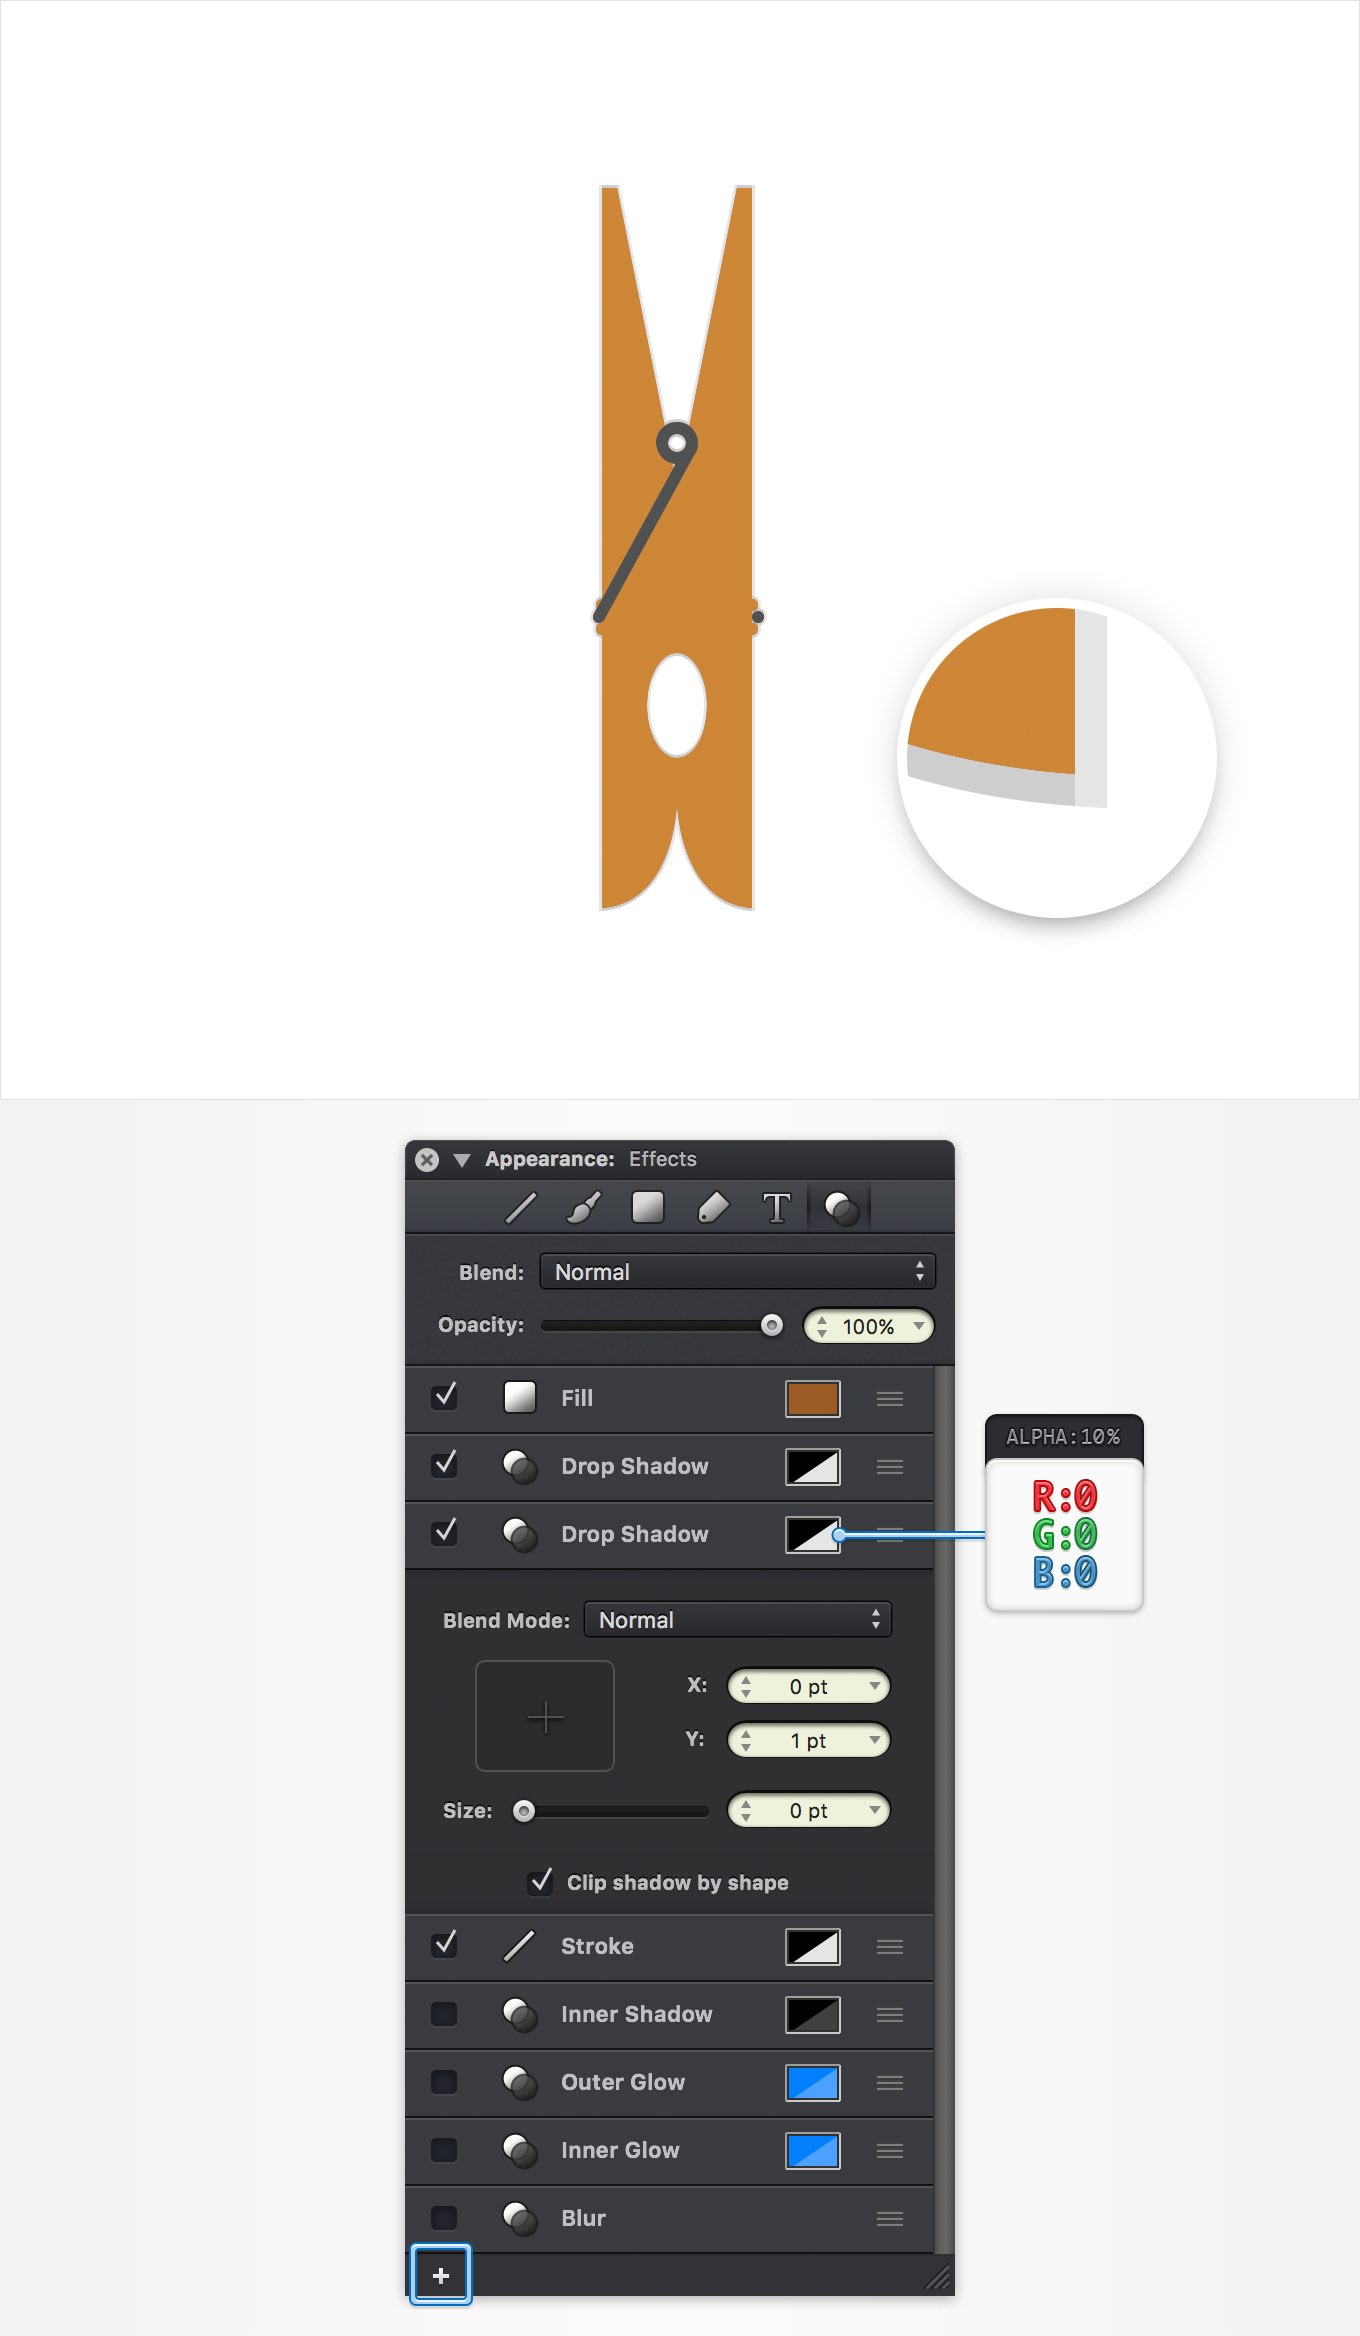 Appearance: Effects
T
Blend: Normal
Opacity: 100%
Fill
Drop Shadow
ALPHA:10%
Drop Shadow
R:0
G:0
B:0
Blend Mode: Normal
X: 0 pt
Y: 1 pt
Size: 0 pt
Clip shadow by shape
Stroke
Inner Shadow
Outer Glow
Inner Glow
Blur
+